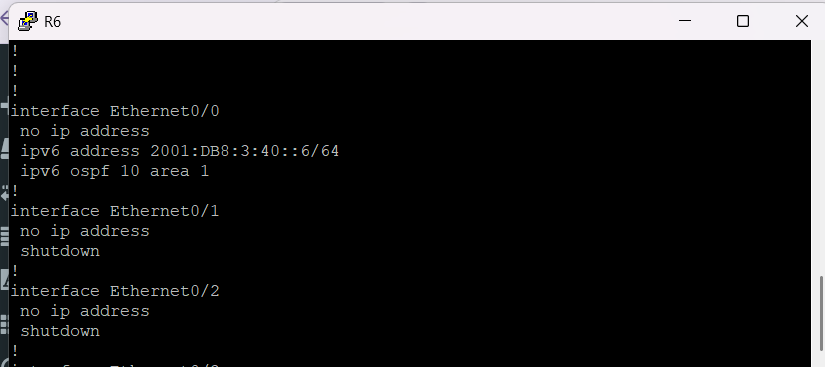 R6
!
!
!
interface Ethernet0/0
 no ip address
 ipv6 address 2001:DB8:3:40::6/64
 ipv6 ospf 10 area 1
!
interface Ethernet0/1
 no ip address
 shutdown
!
interface Ethernet0/2
 no ip address
 shutdown
!